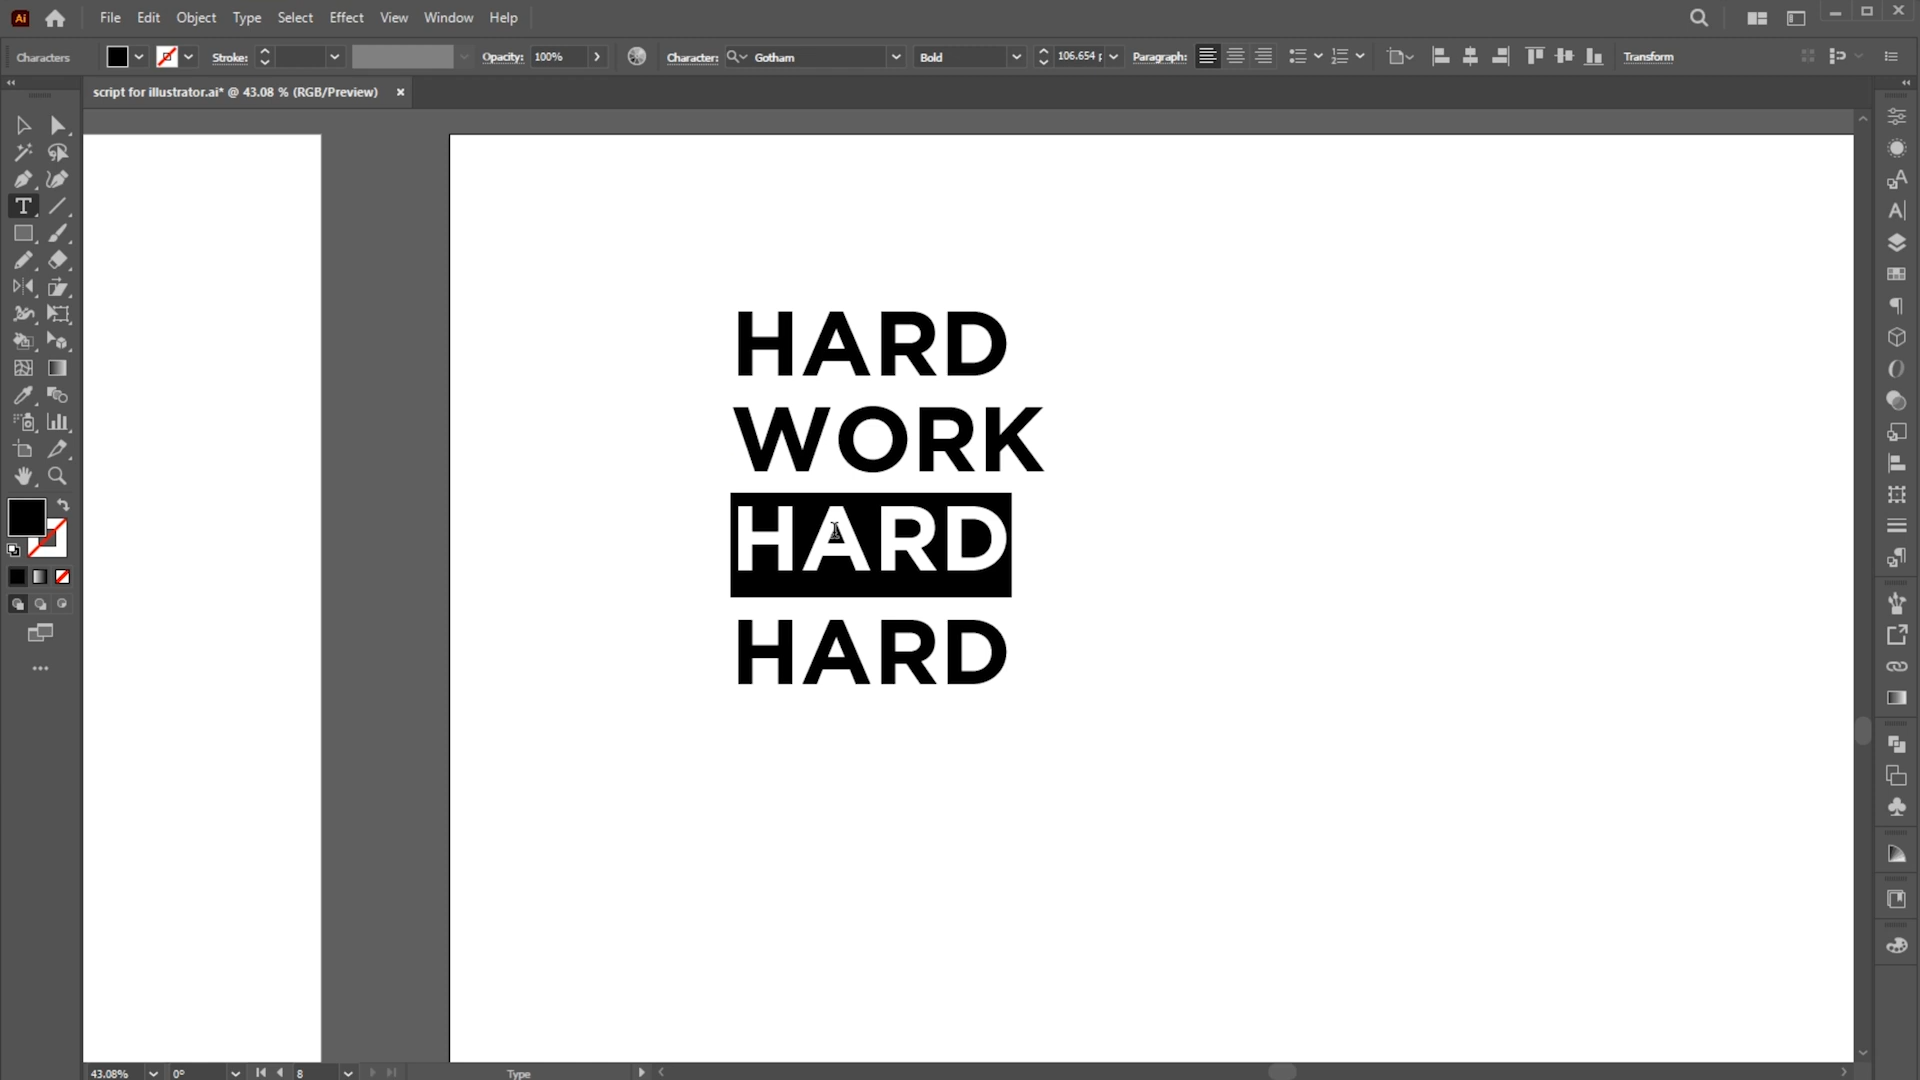 Ai File Edit Object Type Select Effect View Window Help
Characters Stroke: Opacity: 100% Character: Gotham Bold 106.654 Paragraph: Transform
script for illustrator.ai* @ 43.08 % (RGB/Preview) ×
HARD
WORK
HARD
HARD
43.08% 0° 8 Type